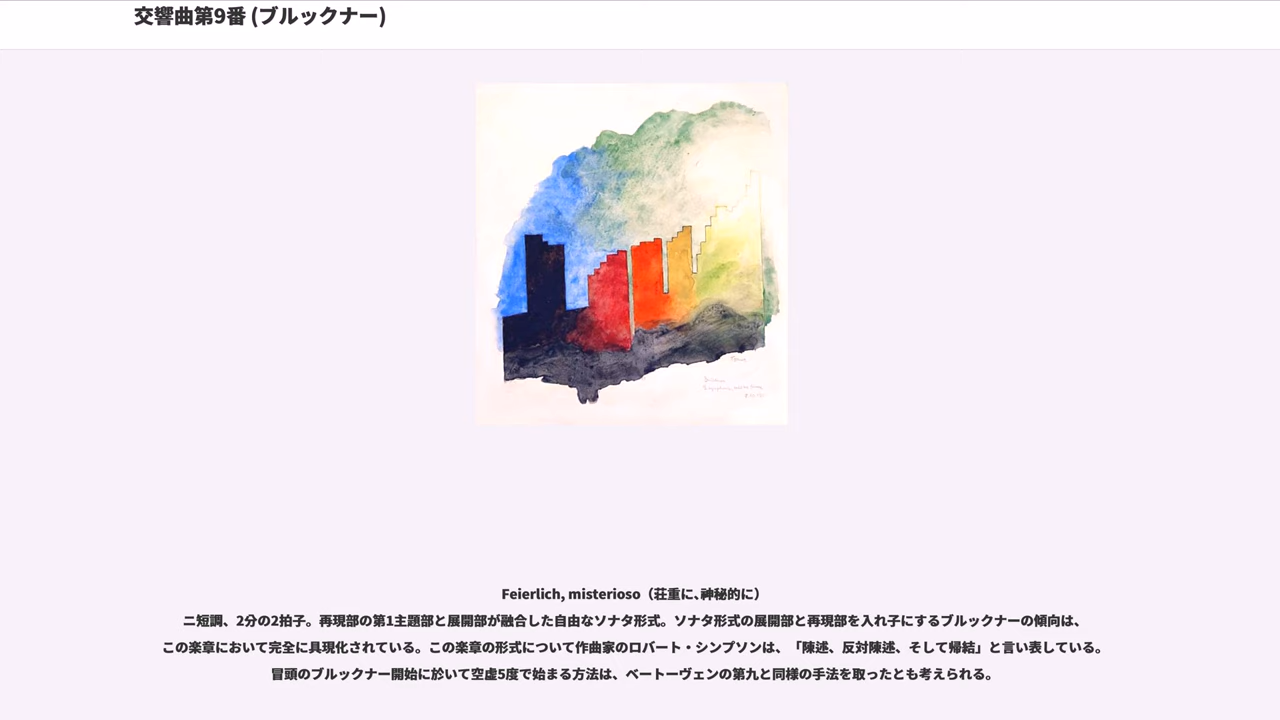 交響曲第9番 (ブルックナー)
Feierlich, misterioso（荘重に、神秘的に）
ニ短調、2分の2拍子。再現部の第1主題部と展開部が融合した自由なソナタ形式。ソナタ形式の展開部と再現部を入れ子にするブルックナーの傾向は、
この楽章において完全に具現化されている。この楽章の形式について作曲家のロバート・シンプソンは、「陳述、反対陳述、そして帰結」と言い表している。
冒頭のブルックナー開始に於いて空虚5度で始まる方法は、ベートーヴェンの第九と同様の手法を取ったとも考えられる。